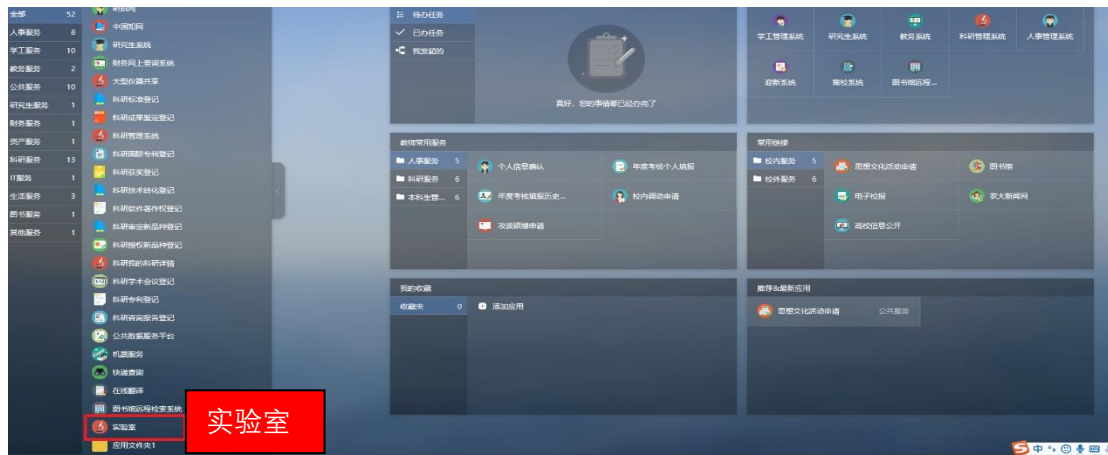 全部 52
人事服务 8
学工服务 10
教务服务 2
公共服务 10
研究生服务 1
财务服务 1
资产服务 1
科研服务 13
IT服务 1
生活服务 3
图书服务 1
其他服务 1
中国知网
研究生系统
财务网上查询系统
大型仪器共享
科研标准登记
科研成果鉴定登记
科研管理系统
科研国际专利登记
科研获奖登记
科研技术转化登记
科研软件著作权登记
科研审定新品种登记
科研授权新品种登记
科研我的科研详情
科研学术会议登记
科研专利登记
科研咨询报告登记
公共数据服务平台
机票服务
快递查询
在线翻译
图书馆远程检索系统
实验室
应用文件夹1
实验室
待办任务
已办任务
我发起的
真好，您的事情都已经办完了
学工管理系统 研究生系统 教务系统 科研管理系统 人事管理系统
迎新系统 离校系统 图书馆远程...
教师常用服务
人事服务 5
科研服务 6
本科生管... 6
个人信息确认 年度考核个人填报
年度考核填报历史... 校内调动申请
攻读硕博申请
常用链接
校内服务 5
校外服务 6
思想文化活动申请 图书馆
电子校报 农大新闻网
高校信息公开
我的收藏
收藏夹 0 添加应用
推荐&最新应用
思想文化活动申请 公共服务
中